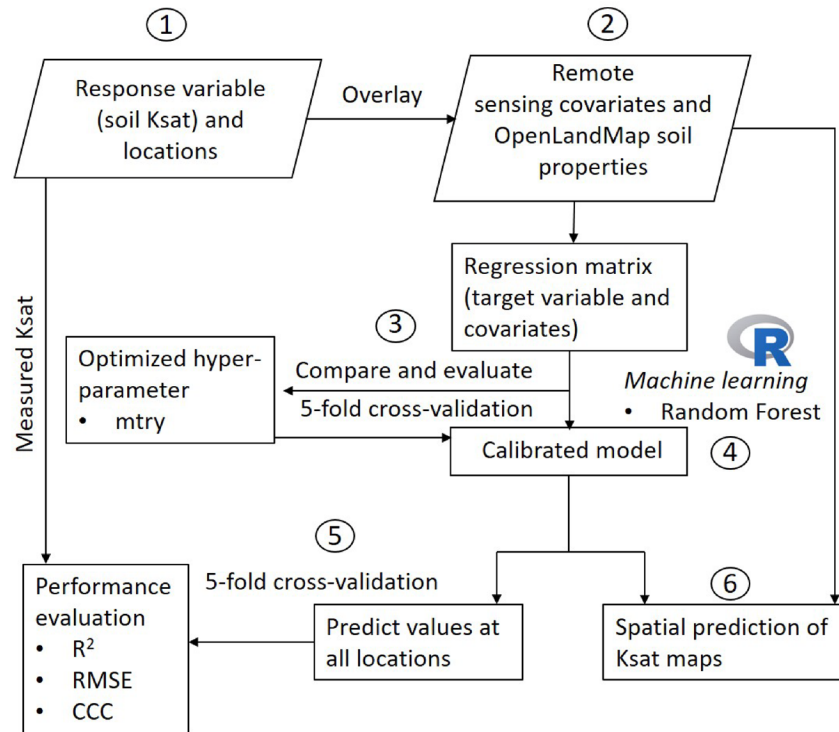 1
2
Response variable
(soil Ksat) and
locations
Overlay
Remote
sensing covariates and
OpenLandMap soil
properties
Measured Ksat
Regression matrix
(target variable and
covariates)
3
Optimized hyper-
parameter
• mtry
Compare and evaluate
5-fold cross-validation
R
Machine learning
• Random Forest
Calibrated model
4
5
5-fold cross-validation
6
Performance
evaluation
• R²
• RMSE
• CCC
Predict values at
all locations
Spatial prediction of
Ksat maps